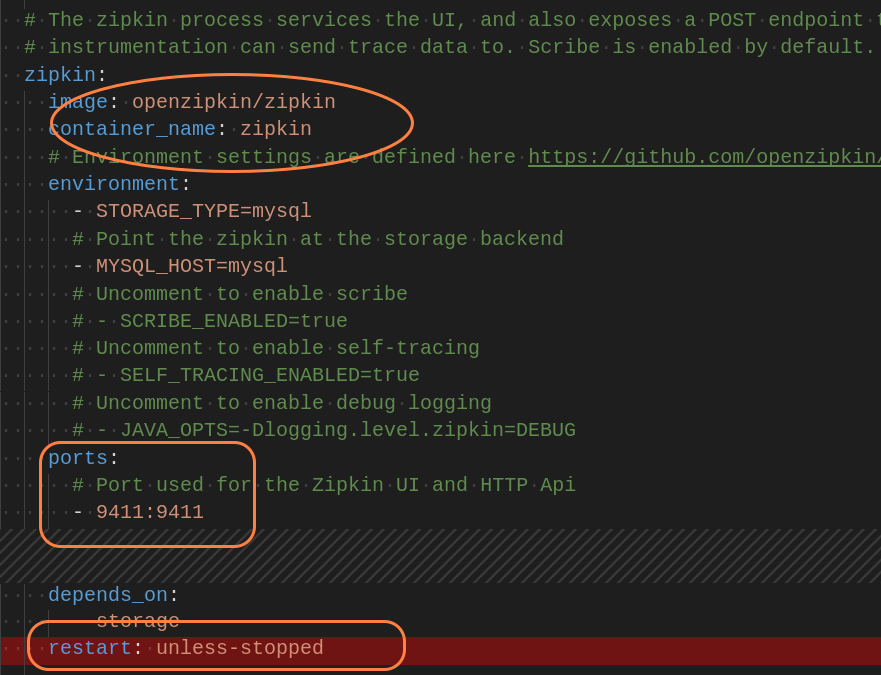 # The zipkin process services the UI, and also exposes a POST endpoint
# instrumentation can send trace data to. Scribe is enabled by default.
zipkin:
image: openzipkin/zipkin
container_name: zipkin
# Environment settings are defined here https://github.com/openzipkin/
environment:
- STORAGE_TYPE=mysql
# Point the zipkin at the storage backend
- MYSQL_HOST=mysql
# Uncomment to enable scribe
# - SCRIBE_ENABLED=true
# Uncomment to enable self-tracing
# - SELF_TRACING_ENABLED=true
# Uncomment to enable debug logging
# - JAVA_OPTS=-Dlogging.level.zipkin=DEBUG
ports:
# Port used for the Zipkin UI and HTTP Api
- 9411:9411
depends_on:
- storage
restart: unless-stopped